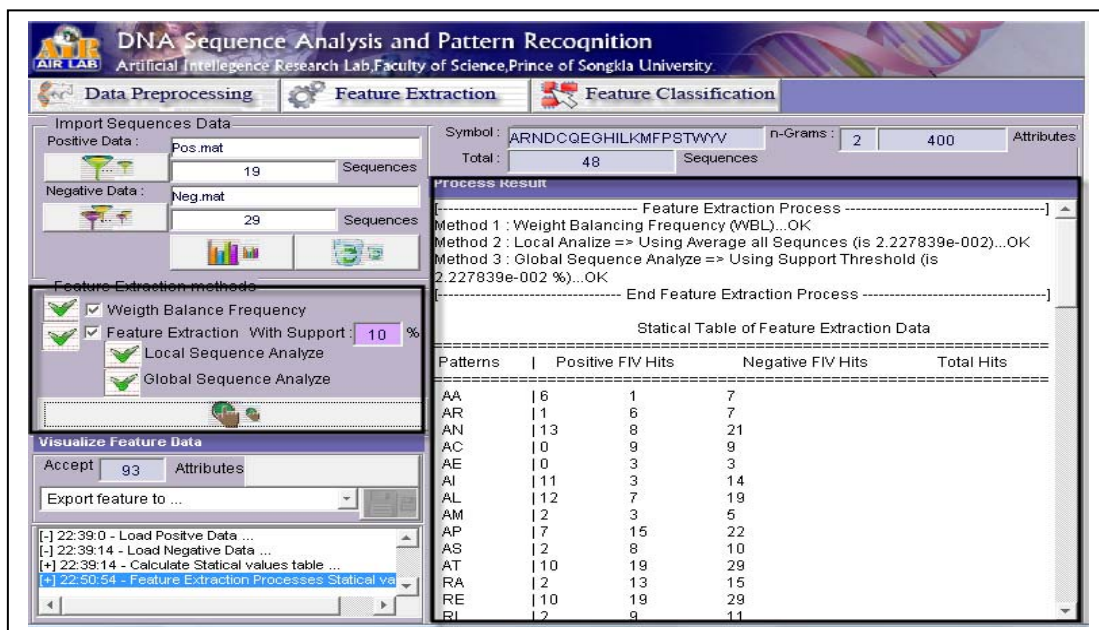 AiR
AIR LAB
DNA Sequence Analysis and Pattern Recoqnition
Artificial Intellegence Research Lab,Faculty of Science,Prince of Songkla University.
Data Preprocessing Feature Extraction Feature Classification
Import Sequences Data
Positive Data : Pos.mat
19 Sequences
Negative Data : Neg.mat
29 Sequences
Feature Extraction methods
Weigth Balance Frequency
Feature Extraction With Support : 10 %
Local Sequence Analyze
Global Sequence Analyze
Visualize Feature Data
Accept 93 Attributes
Export feature to ...
[-] 22:39:0 - Load Positve Data ...
[-] 22:39:14 - Load Negative Data ...
[+] 22:39:14 - Calculate Statical values table ...
[+] 22:50:54 - Feature Extraction Processes Statical va
Symbol : ARNDCQEGHILKMFPSTWYV n-Grams : 2 400 Attributes
Total : 48 Sequences
Process Result
[------------------------------------ Feature Extraction Process ------------------------------------]
Method 1 : Weight Balancing Frequency (WBL)...OK
Method 2 : Local Analize => Using Average all Sequnces (is 2.227839e-002)...OK
Method 3 : Global Sequence Analyze => Using Support Threshold (is
2.227839e-002 %)...OK
[--------------------------------- End Feature Extraction Process ---------------------------------]
Statical Table of Feature Extraction Data
==========================================================
Patterns | Positive FIV Hits Negative FIV Hits Total Hits
==========================================================
AA | 6 1 7
AR | 1 6 7
AN | 13 8 21
AC | 0 9 9
AE | 0 3 3
AI | 11 3 14
AL | 12 7 19
AM | 2 3 5
AP | 7 15 22
AS | 2 8 10
AT | 10 19 29
RA | 2 13 15
RE | 10 19 29
RI | 2 9 11